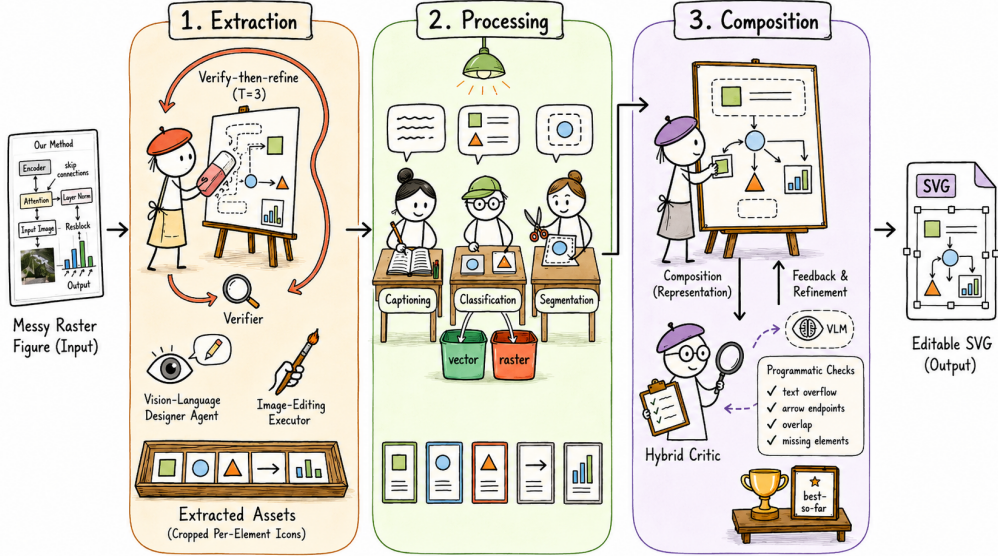 1. Extraction
2. Processing
3. Composition
Our Method
Encoder
skip
connections
Attention
Layer Norm
Input Image
Resblock
Output
Messy Raster
Figure (Input)
Verify-then-refine
(T=3)
Verifier
Vision-Language
Designer Agent
Image-Editing
Executor
Extracted Assets
(Cropped Per-Element Icons)
Captioning
Classification
Segmentation
vector
raster
Composition
(Representation)
Feedback &
Refinement
VLM
Programmatic Checks
✓ text overflow
✓ arrow endpoints
✓ overlap
✓ missing elements
Hybrid Critic
best-
so-far
SVG
Editable SVG
(Output)